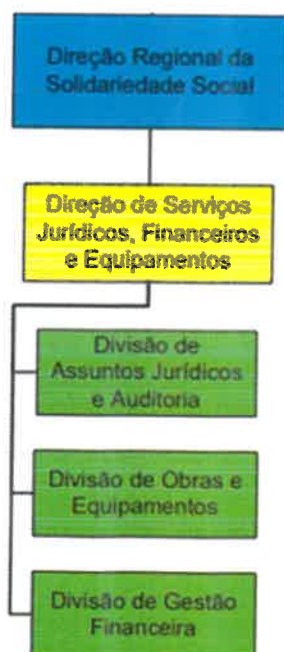 Direção Regional da
Solidariedade Social
Direção de Serviços
Jurídicos, Financeiros
e Equipamentos
Divisão de
Assuntos Jurídicos
e Auditoria
Divisão de Obras e
Equipamentos
Divisão de Gestão
Financeira